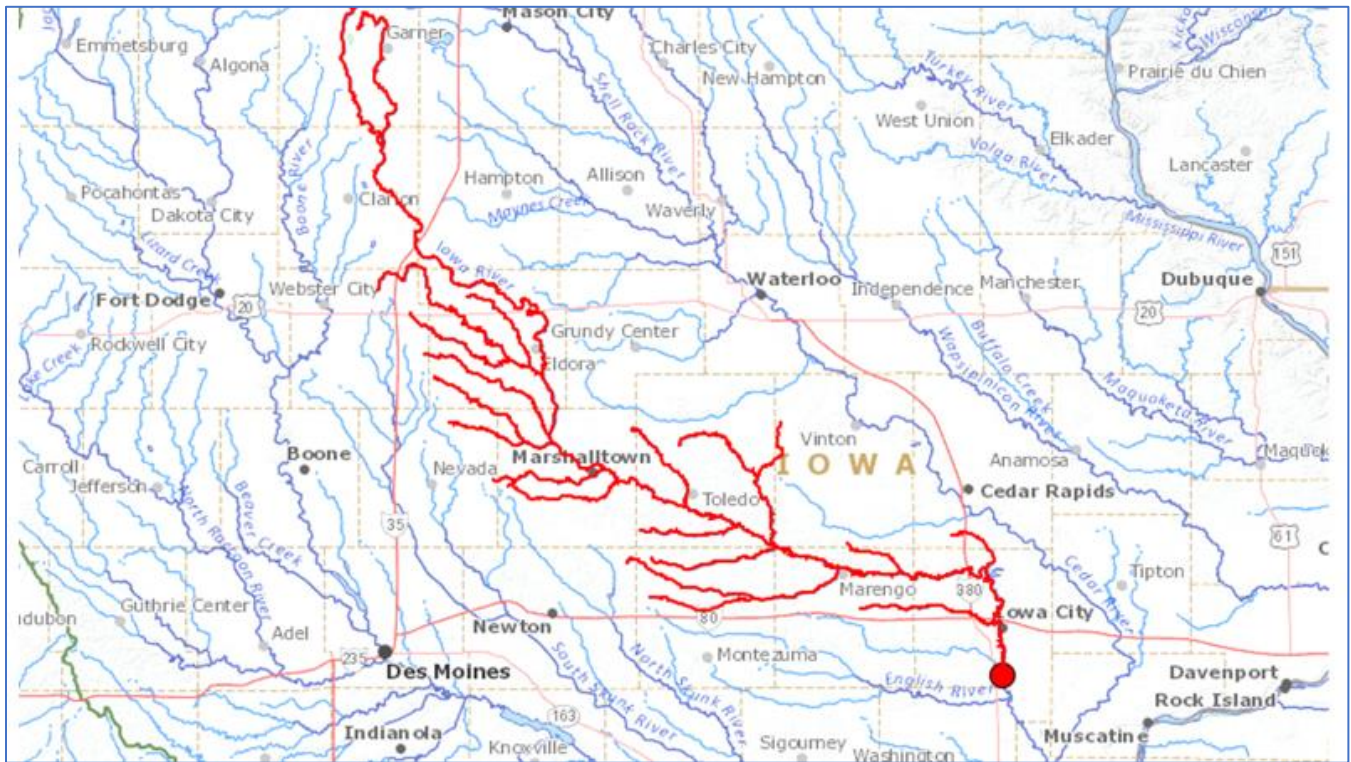 Mason City
Garner
Emmetsburg
Algona
Charles City
New Hampton
Shell Rock River
Turkey River
Prairie du Chien
Wisconsin
West Union
Elkader
Volga River
Lancaster
Pocahontas
Dakota City
Boone River
Clarion
Hampton
Allison
Maynes Creek
Waverly
Mississippi River
Lizard Creek
Iowa River
151
Fort Dodge
20
Webster City
Waterloo
Independence
Manchester
Dubuque
20
Rockwell City
Grundy Center
Eldora
Buffalo Creek
Wapsipinicon River
Maquoketa River
Boone
Marshalltown
Vinton
IOWA
Anamosa
Carroll
Jefferson
Nevada
Toledo
Cedar Rapids
North Raccoon River
Beaver Creek
35
61
Cedar River
Tipton
Guthrie Center
Marengo
380
Newton
80
Iowa City
Adel
235
Des Moines
Montezuma
English River
Davenport
Rock Island
South Skunk River
North Skunk River
163
Indianola
Knoxville
Sigourney
Washington
Muscatine